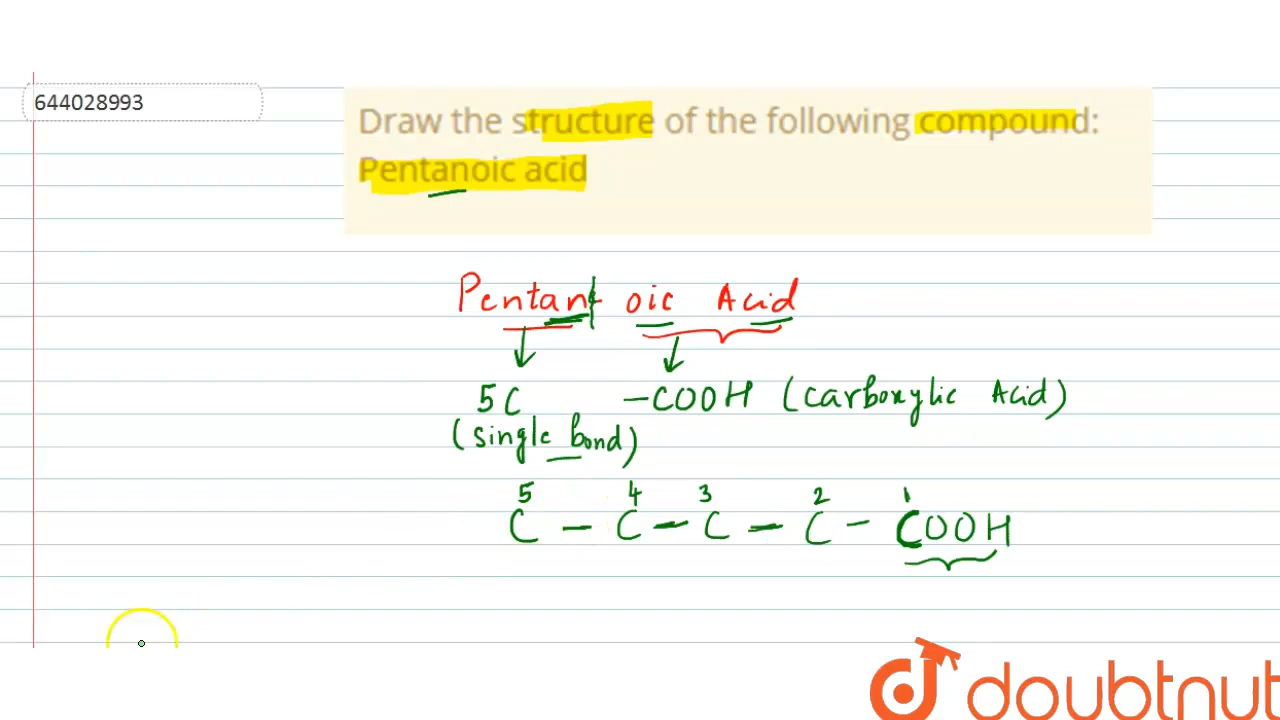 644028993
Draw the structure of the following compound:
Pentanoic acid
Pentan oic Acid
5C -COOH (Carboxylic Acid)
(single bond)
5 4 3 2 1
C - C - C - C - COOH
doubtnut